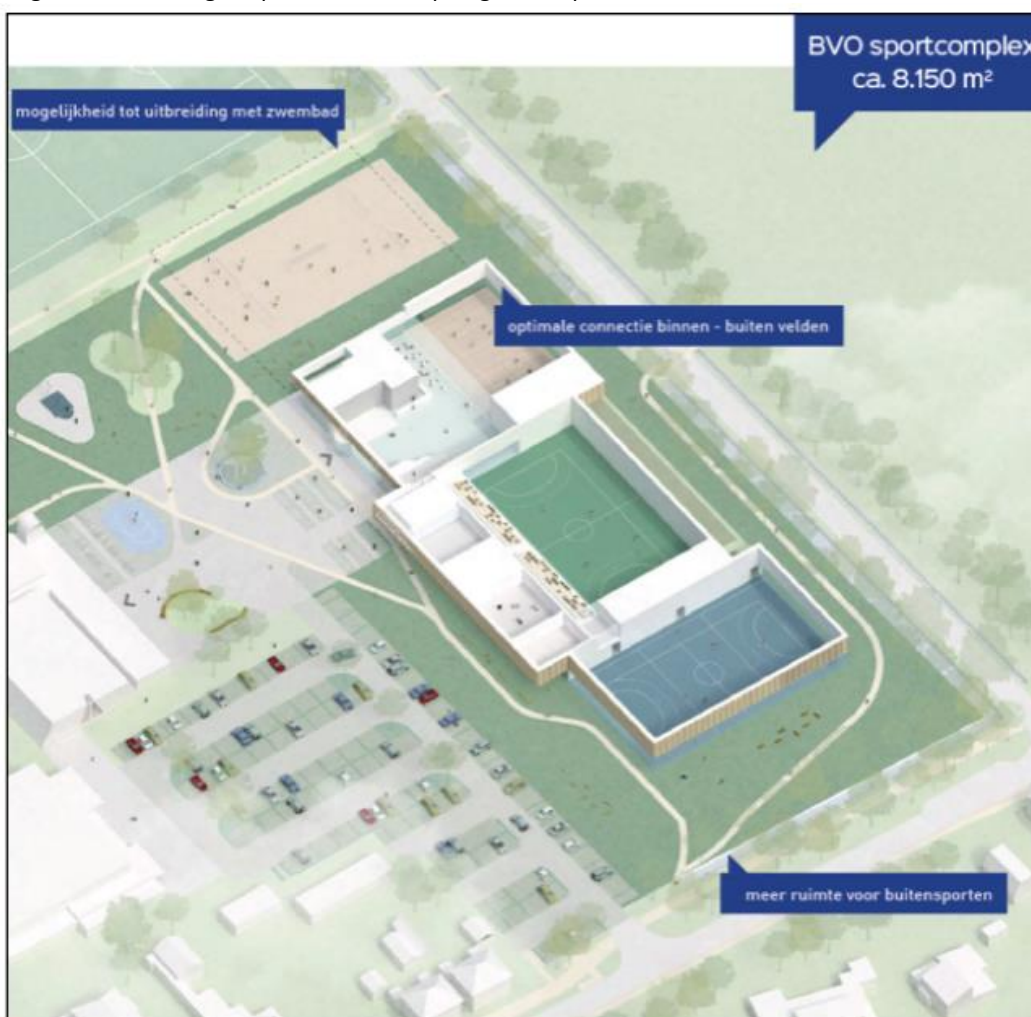 BVO sportcomplex
ca. 8.150 m²
mogelijkheid tot uitbreiding met zwembad
optimale connectie binnen - buiten velden
meer ruimte voor buitensporten